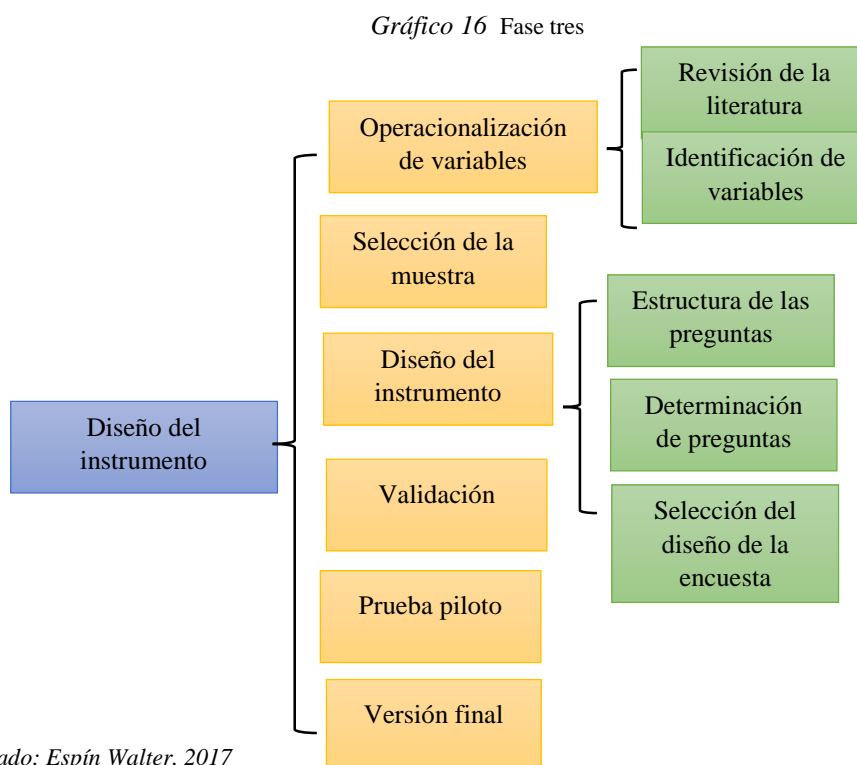 Gráfico 16 Fase tres
Revisión de la
literatura
Operacionalización
de variables
Identificación de
variables
Selección de la
muestra
Estructura de las
preguntas
Diseño del
instrumento
Determinación
de preguntas
Diseño del
instrumento
Validación
Selección del
diseño de la
encuesta
Prueba piloto
Versión final
Espín Walter, 2017